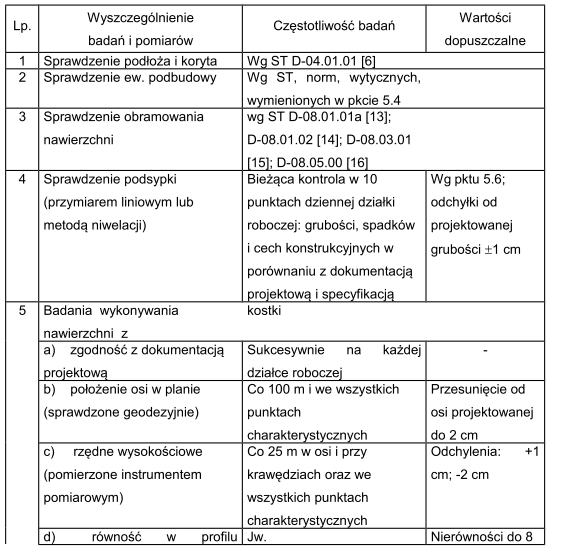 Lp.
Wyszczególnienie
badań i pomiarów
Częstotliwość badań
Wartości
dopuszczalne
1
Sprawdzenie podłoża i koryta
Wg ST D-04.01.01 [6]
2
Sprawdzenie ew. podbudowy
Wg ST, norm, wytycznych,
wymienionych w pkcie 5.4
3
Sprawdzenie obramowania
nawierzchni
wg ST D-08.01.01a [13];
D-08.01.02 [14]; D-08.03.01
[15]; D-08.05.00 [16]
4
Sprawdzenie podsypki
(przymiarem liniowym lub
metodą niwelacji)
Bieżąca kontrola w 10
punktach dziennej działki
roboczej: grubości, spadków
i cech konstrukcyjnych w
porównaniu z dokumentacją
projektową i specyfikacją
Wg pktu 5.6;
odchyłki od
projektowanej
grubości ±1 cm
5
Badania wykonywania
nawierzchni z
kostki
a) zgodność z dokumentacją
projektową
Sukcesywnie na każdej
działce roboczej
-
b) położenie osi w planie
(sprawdzone geodezyjnie)
Co 100 m i we wszystkich
punktach
charakterystycznych
Przesunięcie od
osi projektowanej
do 2 cm
c) rzędne wysokościowe
(pomierzone instrumentem
pomiarowym)
Co 25 m w osi i przy
krawędziach oraz we
wszystkich punktach
charakterystycznych
Odchylenia: +1
cm; -2 cm
d) równość w profilu
Jw.
Nierówności do 8